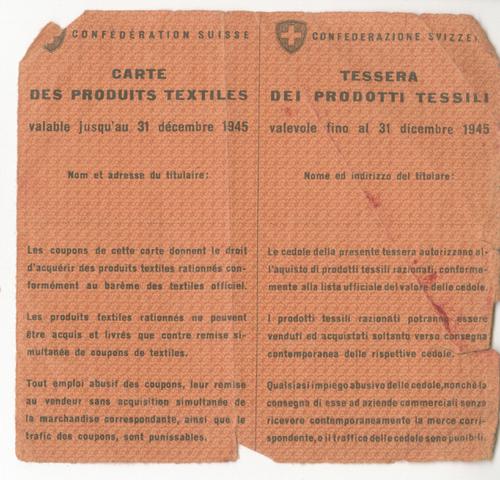 CONFÉDÉRATION SUISSE
CARTE
DES PRODUITS TEXTILES
valable jusqu'au 31 décembre 1945
Nom et adresse du titulaire:
Les coupons de cette carte donnent le droit
d'acquérir des produits textiles rationnés con-
formément au barème des textiles officiel.
Les produits textiles rationnés ne peuvent
être acquis et livrés que contre remise si-
multanée de coupons de textiles.
Tout emploi abusif des coupons, leur remise
au vendeur sans acquisition simultanée de
la marchandise correspondante, ainsi que le
trafic des coupons, sont punissables.
CONFEDERAZIONE SVIZZE
TESSERA
DEI PRODOTTI TESSILI
valevole fino al 31 dicembre 1945
Nome ed indirizzo del titolare:
Le cedole della presente tessera autorizzano al-
l'aquisto di prodotti tessili razionati, conforme-
mente alla lista ufficiale del valore delle cedole.
I prodotti tessili razionati potranno essere
venduti ed acquistati soltanto verso consegna
contemporanea delle rispettive cedole.
Qualsiasi impiego abusivo delle cedole, nonchè la
consegna di esse ad aziende commerciali senza
ricevere contemporaneamente la merce corri-
spondente, o il traffico delle cedole sono punibili.